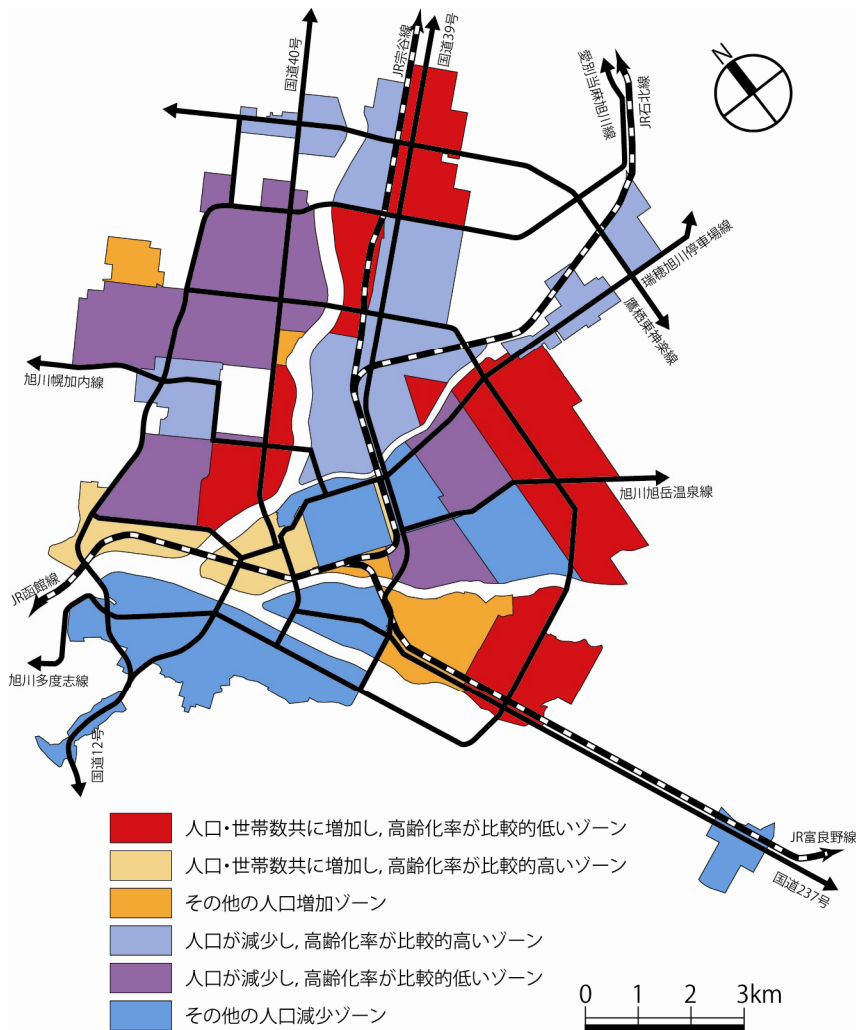 国道40号
JR宗谷線
国道39号
愛別当麻旭川線
JR石北線
N
瑞穂旭川停車場線
鷹栖東神楽線
旭川幌加内線
旭川旭岳温泉線
JR函館線
旭川多度志線
国道12号
JR富良野線
国道237号
人口・世帯数共に増加し, 高齢化率が比較的低いゾーン
人口・世帯数共に増加し, 高齢化率が比較的高いゾーン
その他の人口増加ゾーン
人口が減少し, 高齢化率が比較的高いゾーン
人口が減少し, 高齢化率が比較的低いゾーン
その他の人口減少ゾーン
0 1 2 3km